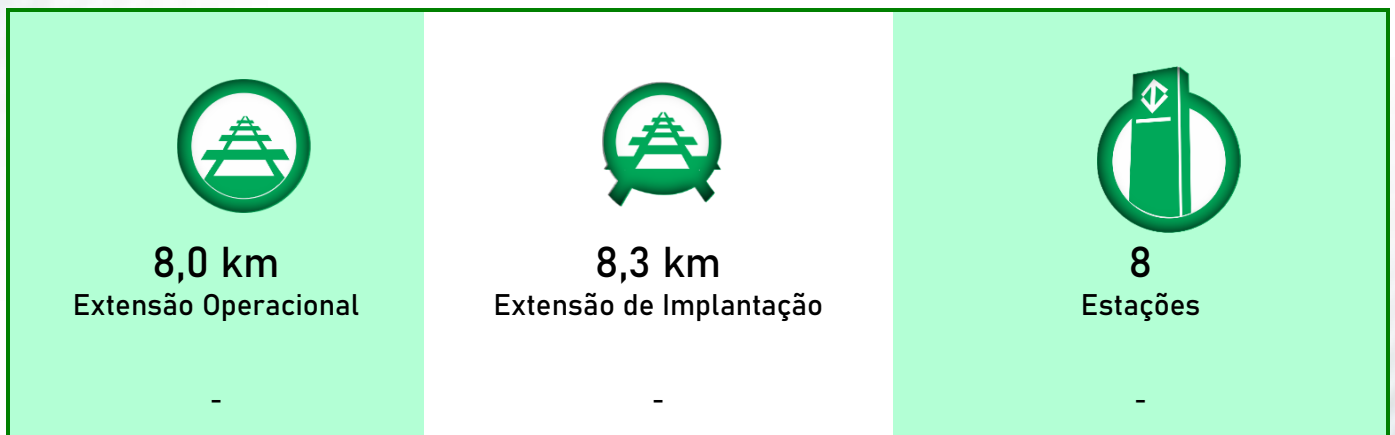 8,0 km
Extensão Operacional
-
8,3 km
Extensão de Implantação
-
8
Estações
-